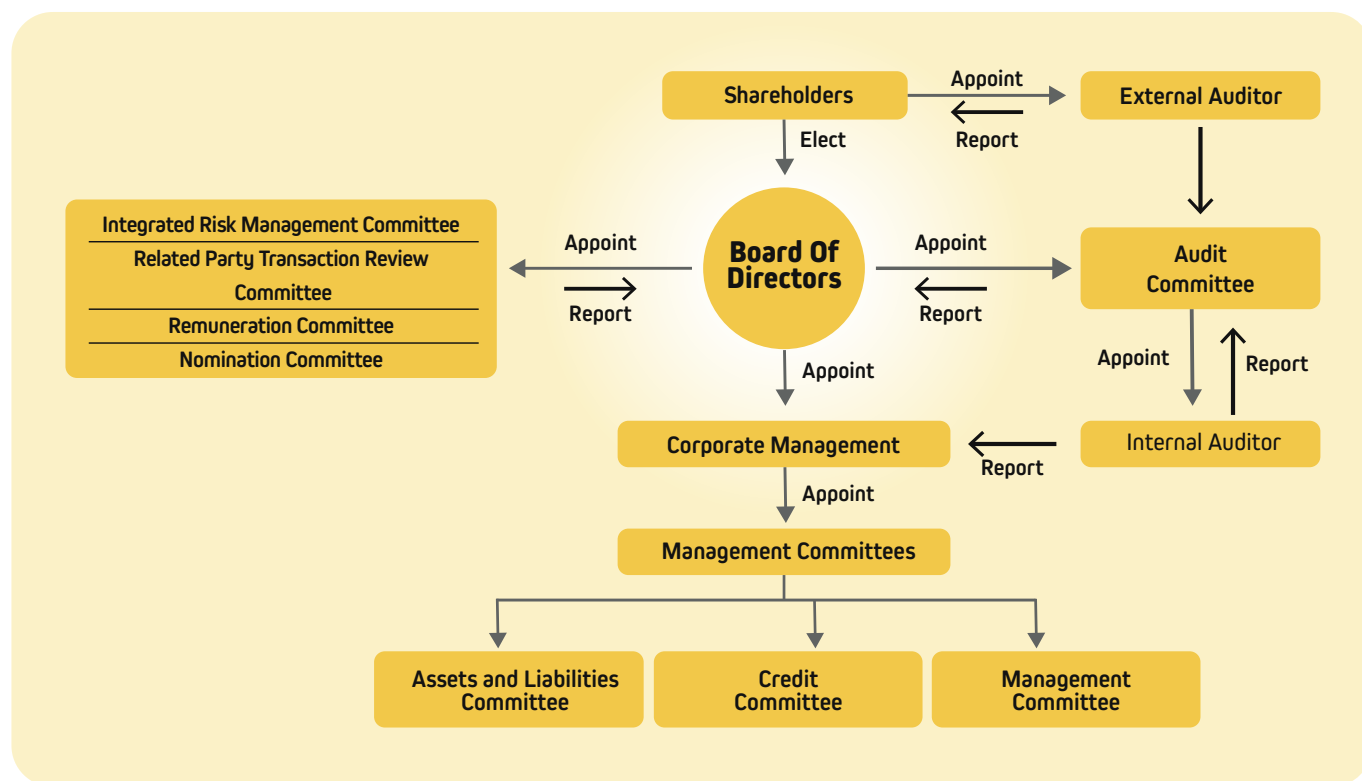 Shareholders
Appoint
External Auditor
Report
Elect
Integrated Risk Management Committee
Related Party Transaction Review
Committee
Remuneration Committee
Nomination Committee
Appoint
Report
Board Of
Directors
Appoint
Report
Audit
Committee
Appoint
Appoint
Report
Corporate Management
Report
Internal Auditor
Appoint
Management Committees
Assets and Liabilities
Committee
Credit
Committee
Management
Committee